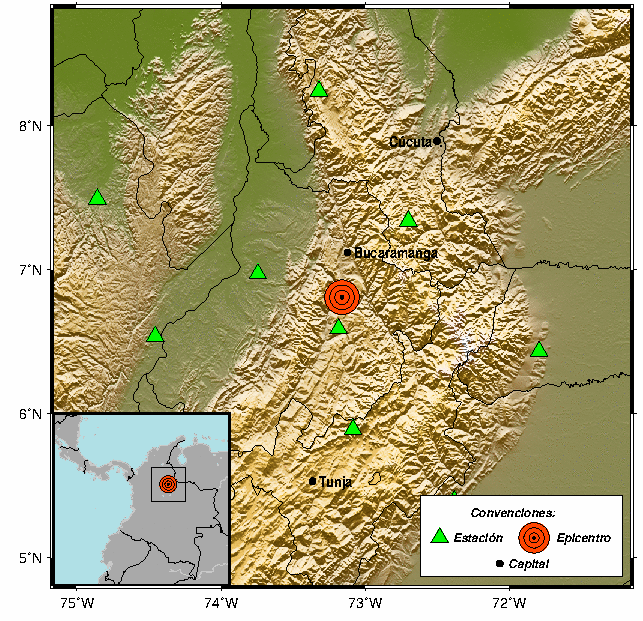 8°N
Cúcuta
Bucaramanga
7°N
6°N
Tunja
Convenciones:
Estación
Epicentro
Capital
5°N
75°W
74°W
73°W
72°W